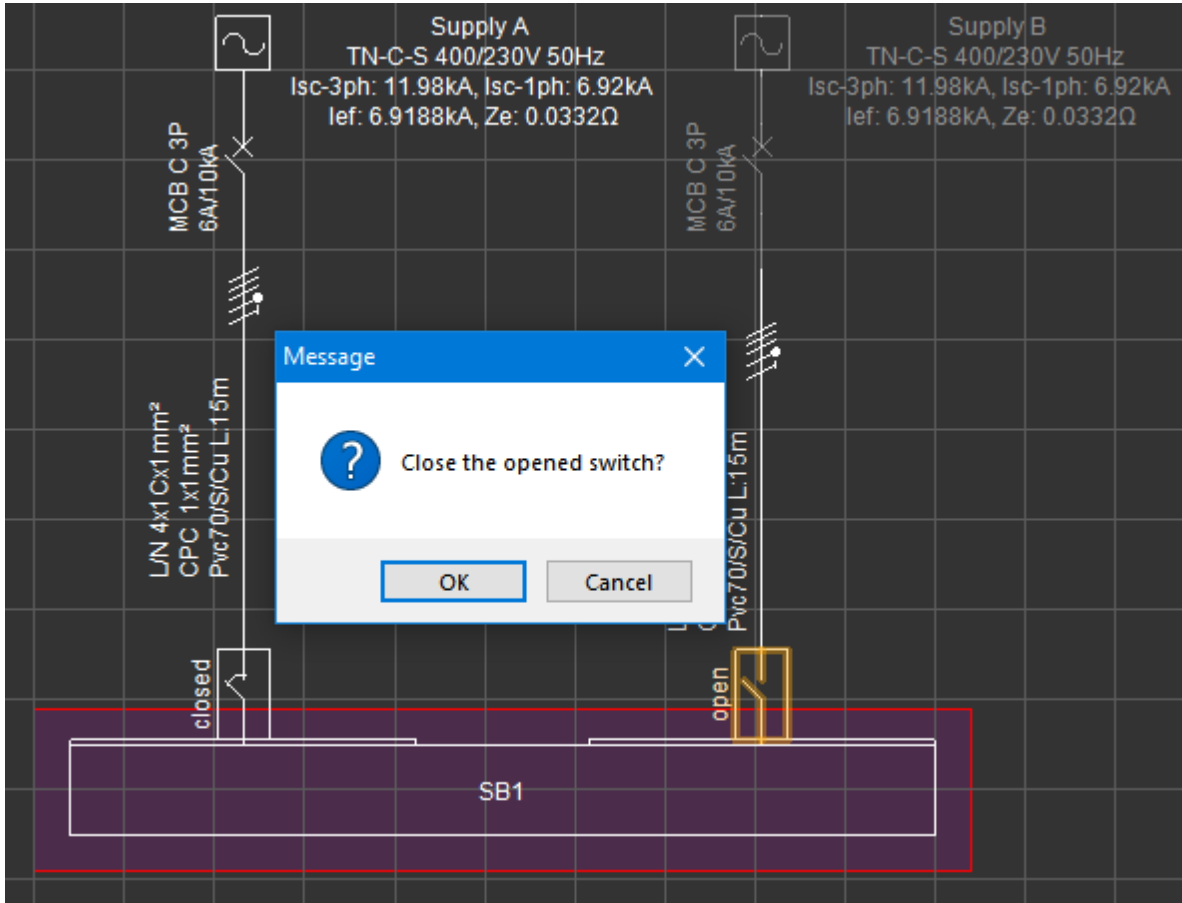 Supply A
TN-C-S 400/230V 50Hz
Isc-3ph: 11.98kA, Isc-1ph: 6.92kA
Ief: 6.9188kA, Ze: 0.0332Ω
Supply B
TN-C-S 400/230V 50Hz
Isc-3ph: 11.98kA, Isc-1ph: 6.92kA
Ief: 6.9188kA, Ze: 0.0332Ω
MCB C 3P
6A/10kA
MCB C 3P
6A/10kA
L/N 4x1Cx1mm²
CPC 1x1mm²
Pvc70/S/Cu L:15m
Message
Close the opened switch?
OK
Cancel
Pvc70/S/Cu L:15m
closed
open
SB1